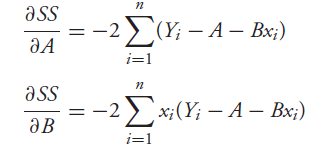 ∂SS/∂A = −2 ∑_{i=1}^{n} (Y_i − A − Bx_i)
∂SS/∂B = −2 ∑_{i=1}^{n} x_i(Y_i − A − Bx_i)